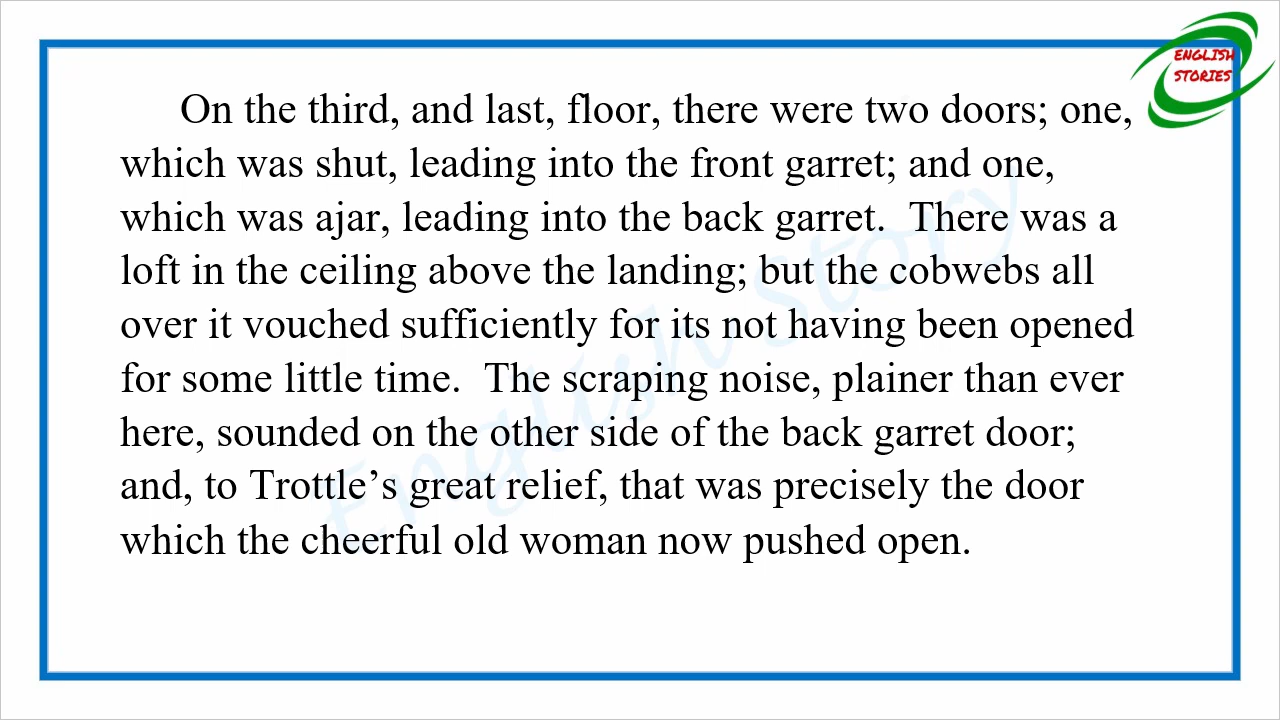 ENGLISH
STORIES
On the third, and last, floor, there were two doors; one,
which was shut, leading into the front garret; and one,
which was ajar, leading into the back garret.  There was a
loft in the ceiling above the landing; but the cobwebs all
over it vouched sufficiently for its not having been opened
for some little time.  The scraping noise, plainer than ever
here, sounded on the other side of the back garret door;
and, to Trottle’s great relief, that was precisely the door
which the cheerful old woman now pushed open.
English Story